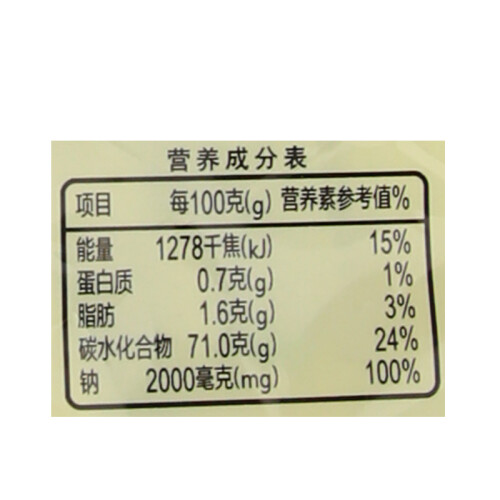 营养成分表
项目 每100克(g) 营养素参考值%
能量 1278千焦(kJ) 15%
蛋白质 0.7克(g) 1%
脂肪 1.6克(g) 3%
碳水化合物 71.0克(g) 24%
钠 2000毫克(mg) 100%